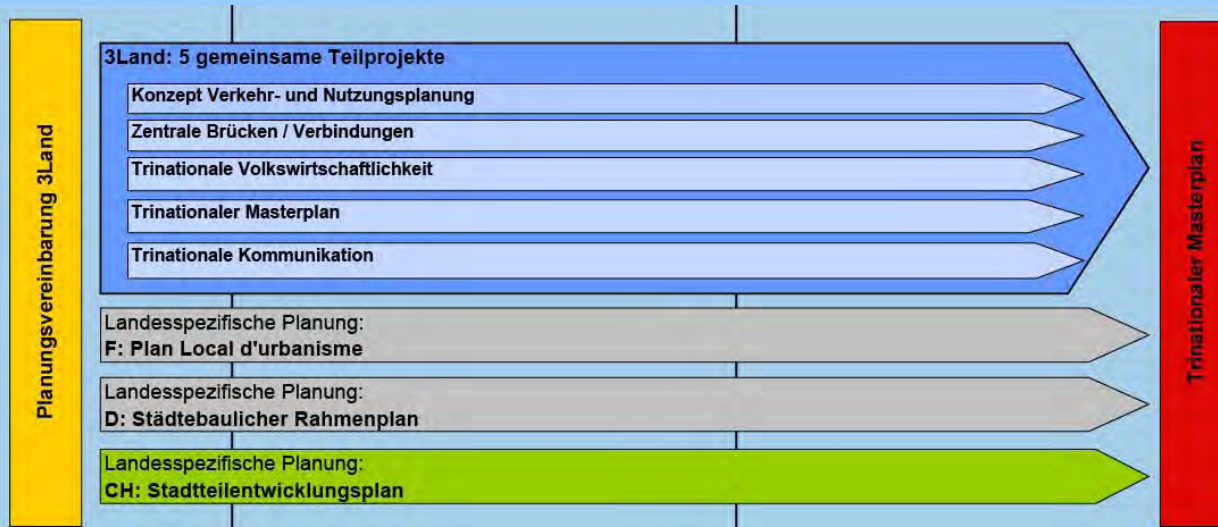 Planungsvereinbarung 3Land
3Land: 5 gemeinsame Teilprojekte
Konzept Verkehr- und Nutzungsplanung
Zentrale Brücken / Verbindungen
Trinationale Volkswirtschaftlichkeit
Trinationaler Masterplan
Trinationale Kommunikation
Landesspezifische Planung:
F: Plan Local d'urbanisme
Landesspezifische Planung:
D: Städtebaulicher Rahmenplan
Landesspezifische Planung:
CH: Stadtteilentwicklungsplan
Trinationaler Masterplan